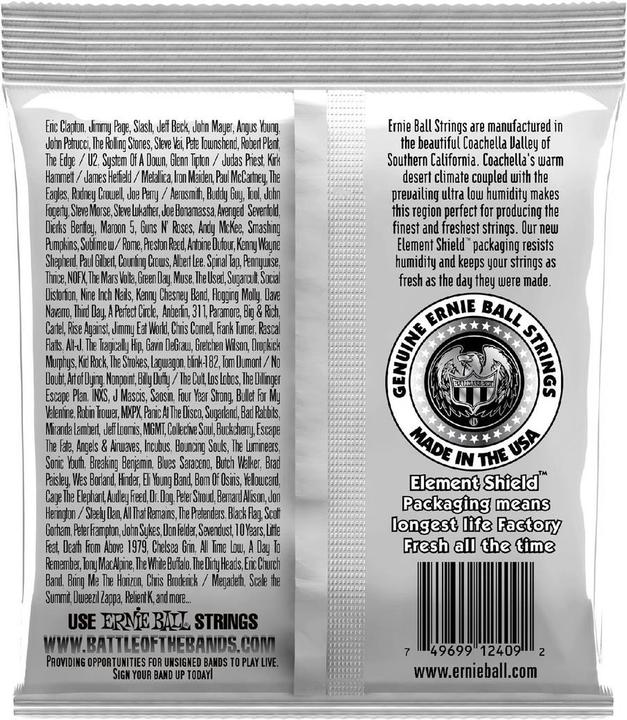 Eric Clapton, Jimmy Page, Slash, Jeff Beck, John Mayer, Angus Young,
John Petrucci, The Rolling Stones, Steve Vai, Pete Townshend, Robert Plant,
The Edge / U2, System Of A Down, Glenn Tipton / Judas Priest, Kirk
Hammett / James Hetfield / Metallica, Iron Maiden, Paul McCartney, The
Eagles, Rodney Crowell, Joe Perry / Aerosmith, Buddy Guy, Tool, John
Fogerty, Steve Morse, Steve Lukather, Joe Bonamassa, Avenged Sevenfold,
Dierks Bentley, Maroon 5, Guns N' Roses, Andy McKee, Smashing
Pumpkins, Sublime w/ Rome, Preston Reed, Antoine Dufour, Kenny Wayne
Shepherd, Paul Gilbert, Counting Crows, Albert Lee, Spinal Tap, Pennywise,
Thrice, NOFX, The Mars Volta, Green Day, Muse, The Used, Sugarcult, Social
Distortion, Nine Inch Nails, Kenny Chesney Band, Flogging Molly, Dave
Navarro, Third Day, A Perfect Circle, Anberlin, 311, Paramore, Big & Rich,
Cartel, Rise Against, Jimmy Eat World, Chris Cornell, Frank Turner, Rascal
Flatts, Alt-J, The Tragically Hip, Gavin DeGraw, Gretchen Wilson, Dropkick
Murphys, Kid Rock, The Strokes, Lagwagon, blink-182, Tom Dumont / No
Doubt, Art of Dying, Nonpoint, Billy Duffy / The Cult, Los Lobos, The Dillinger
Escape Plan, INXS, J Mascis, Saosin, Four Year Strong, Bullet For My
Valentine, Robin Trower, MXPX, Panic At The Disco, Sugarland, Bad Rabbits,
Miranda Lambert, Jeff Loomis, MGMT, Collective Soul, Buckcherry, Escape
The Fate, Angels & Airwaves, Incubus, Bouncing Souls, The Lumineers,
Sonic Youth, Breaking Benjamin, Blues Saraceno, Butch Walker, Brad
Paisley, Wes Borland, Hinder, Eli Young Band, Born Of Osiris, Yellowcard,
Cage The Elephant, Audley Freed, Dr. Dog, Peter Stroud, Bernard Allison, Jon
Herington / Steely Dan, All That Remains, The Pretenders, Black Flag, Scott
Gorham, Peter Frampton, John Sykes, Don Felder, Sevendust, 10 Years, Little
Feat, Death From Above 1979, Chelsea Grin, All Time Low, A Day To
Remember, Tony MacAlpine, The White Buffalo, The Dirty Heads, Eric Church
Band, Bring Me The Horizon, Chris Broderick / Megadeth, Scale the
Summit, Dweezil Zappa, Relient K, and more...
USE ERNIE BALL STRINGS
WWW.BATTLEOFTHEBANDS.COM
PROVIDING OPPORTUNITIES FOR UNSIGNED BANDS TO PLAY LIVE.
SIGN YOUR BAND UP TODAY!
Ernie Ball Strings are manufactured in
the beautiful Coachella Valley of
Southern California. Coachella's warm
desert climate coupled with the
prevailing ultra low humidity makes
this region perfect for producing the
finest and freshest strings. Our new
Element Shield™ packaging resists
humidity and keeps your strings as
fresh as the day they were made.
GENUINE ERNIE BALL STRINGS
MADE IN THE USA
Element Shield™
Packaging means
longest life Factory
Fresh all the time
7 49699 12409 2
www.ernieball.com